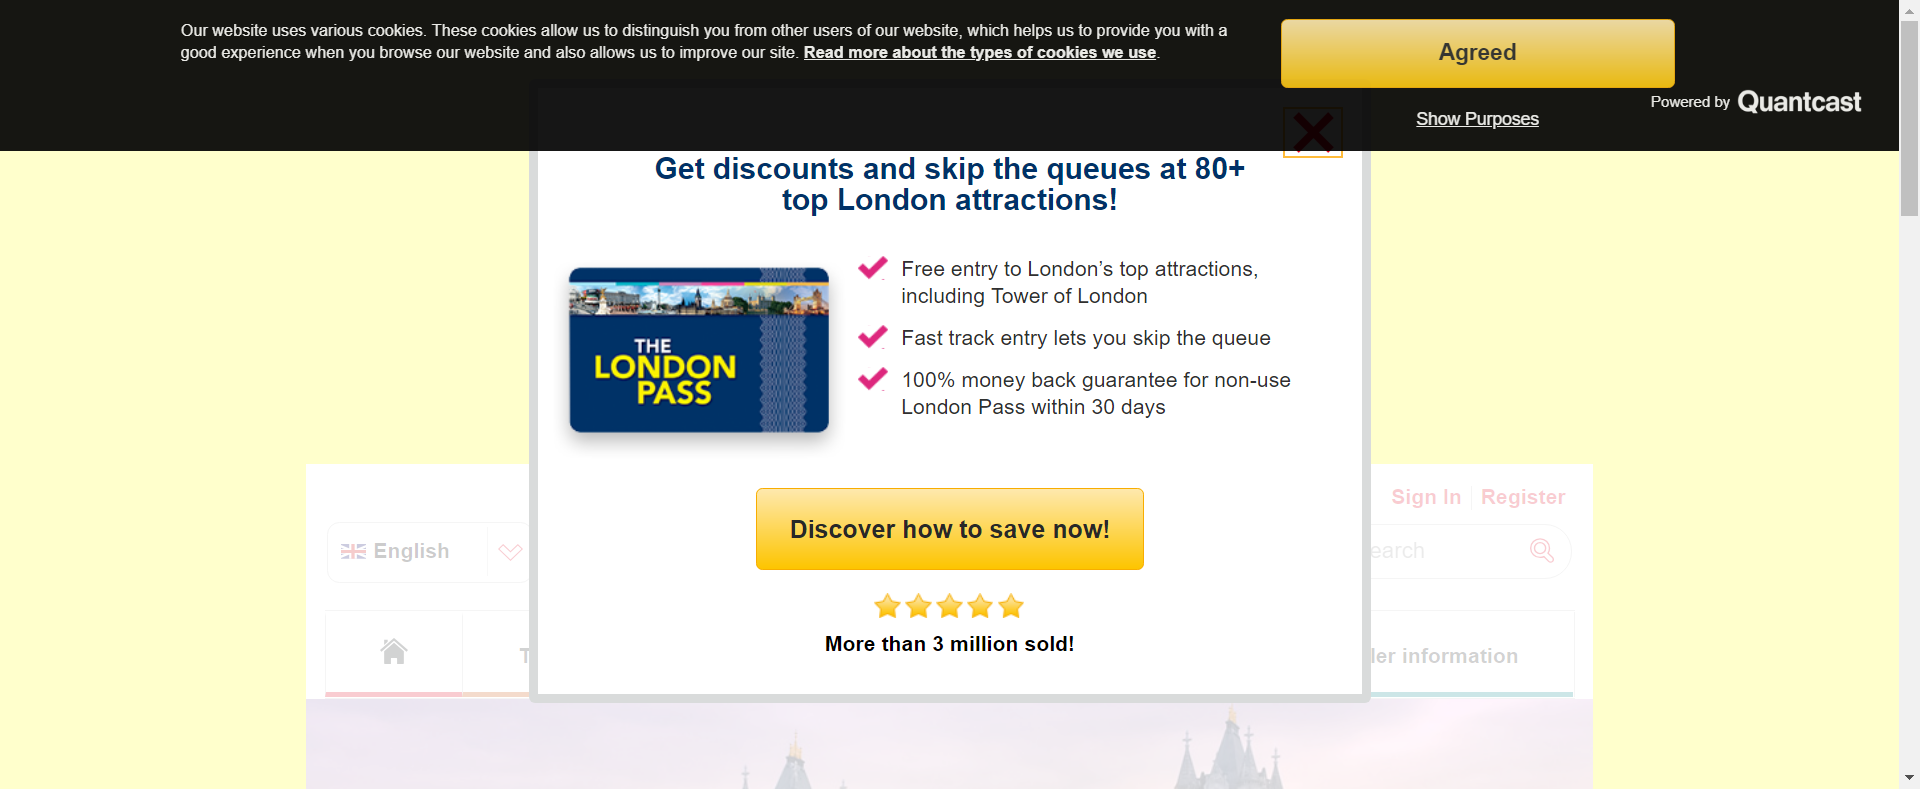 Our website uses various cookies. These cookies allow us to distinguish you from other users of our website, which helps us to provide you with a
good experience when you browse our website and also allows us to improve our site. Read more about the types of cookies we use.
Agreed
Powered by Quantcast
Show Purposes
Get discounts and skip the queues at 80+
top London attractions!
THE
LONDON
PASS
Free entry to London’s top attractions,
including Tower of London
Fast track entry lets you skip the queue
100% money back guarantee for non-use
London Pass within 30 days
Discover how to save now!
More than 3 million sold!
Sign In
Register
English
earch
T
ler information